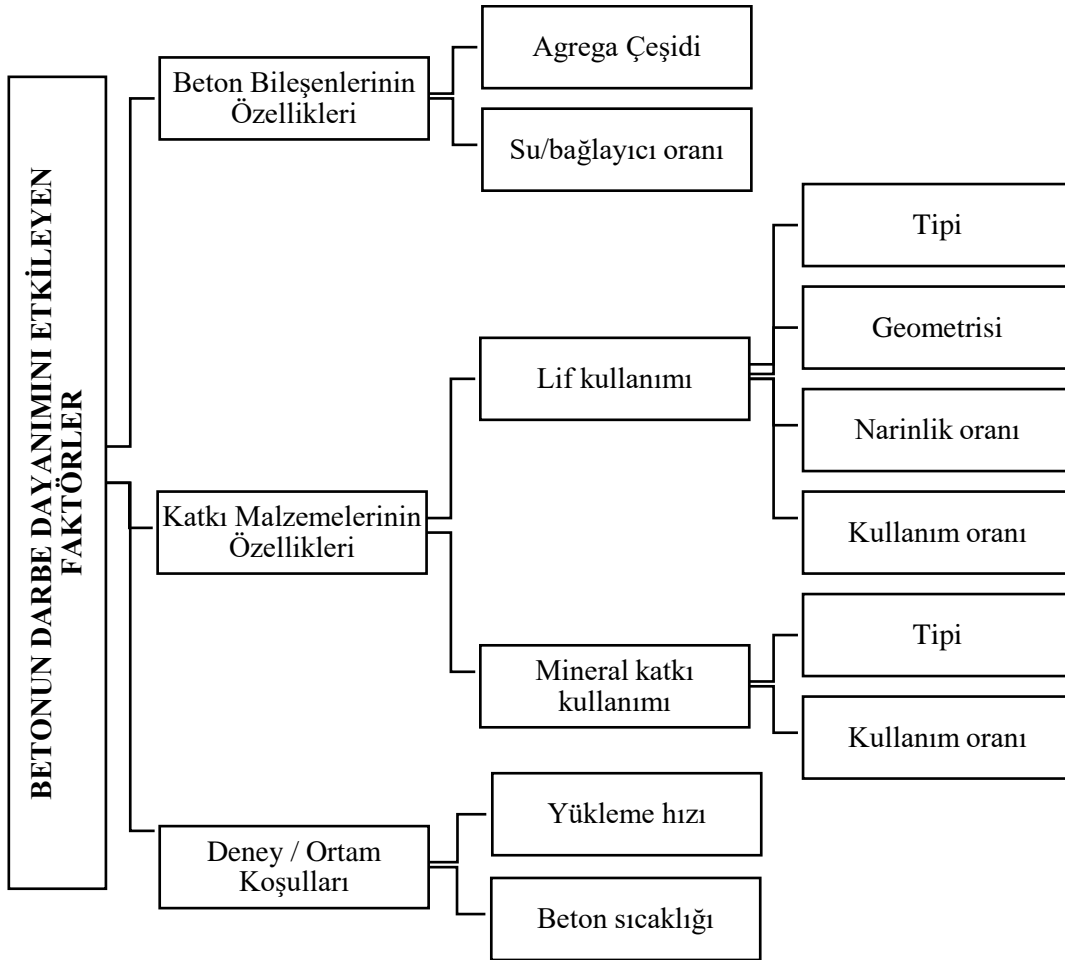 BETONUN DARBE DAYANIMINI ETKİLEYEN
FAKTÖRLER
Beton Bileşenlerinin
Özellikleri
Agrega Çeşidi
Su/bağlayıcı oranı
Katkı Malzemelerinin
Özellikleri
Lif kullanımı
Tipi
Geometrisi
Narinlik oranı
Kullanım oranı
Mineral katkı
kullanımı
Tipi
Kullanım oranı
Deney / Ortam
Koşulları
Yükleme hızı
Beton sıcaklığı